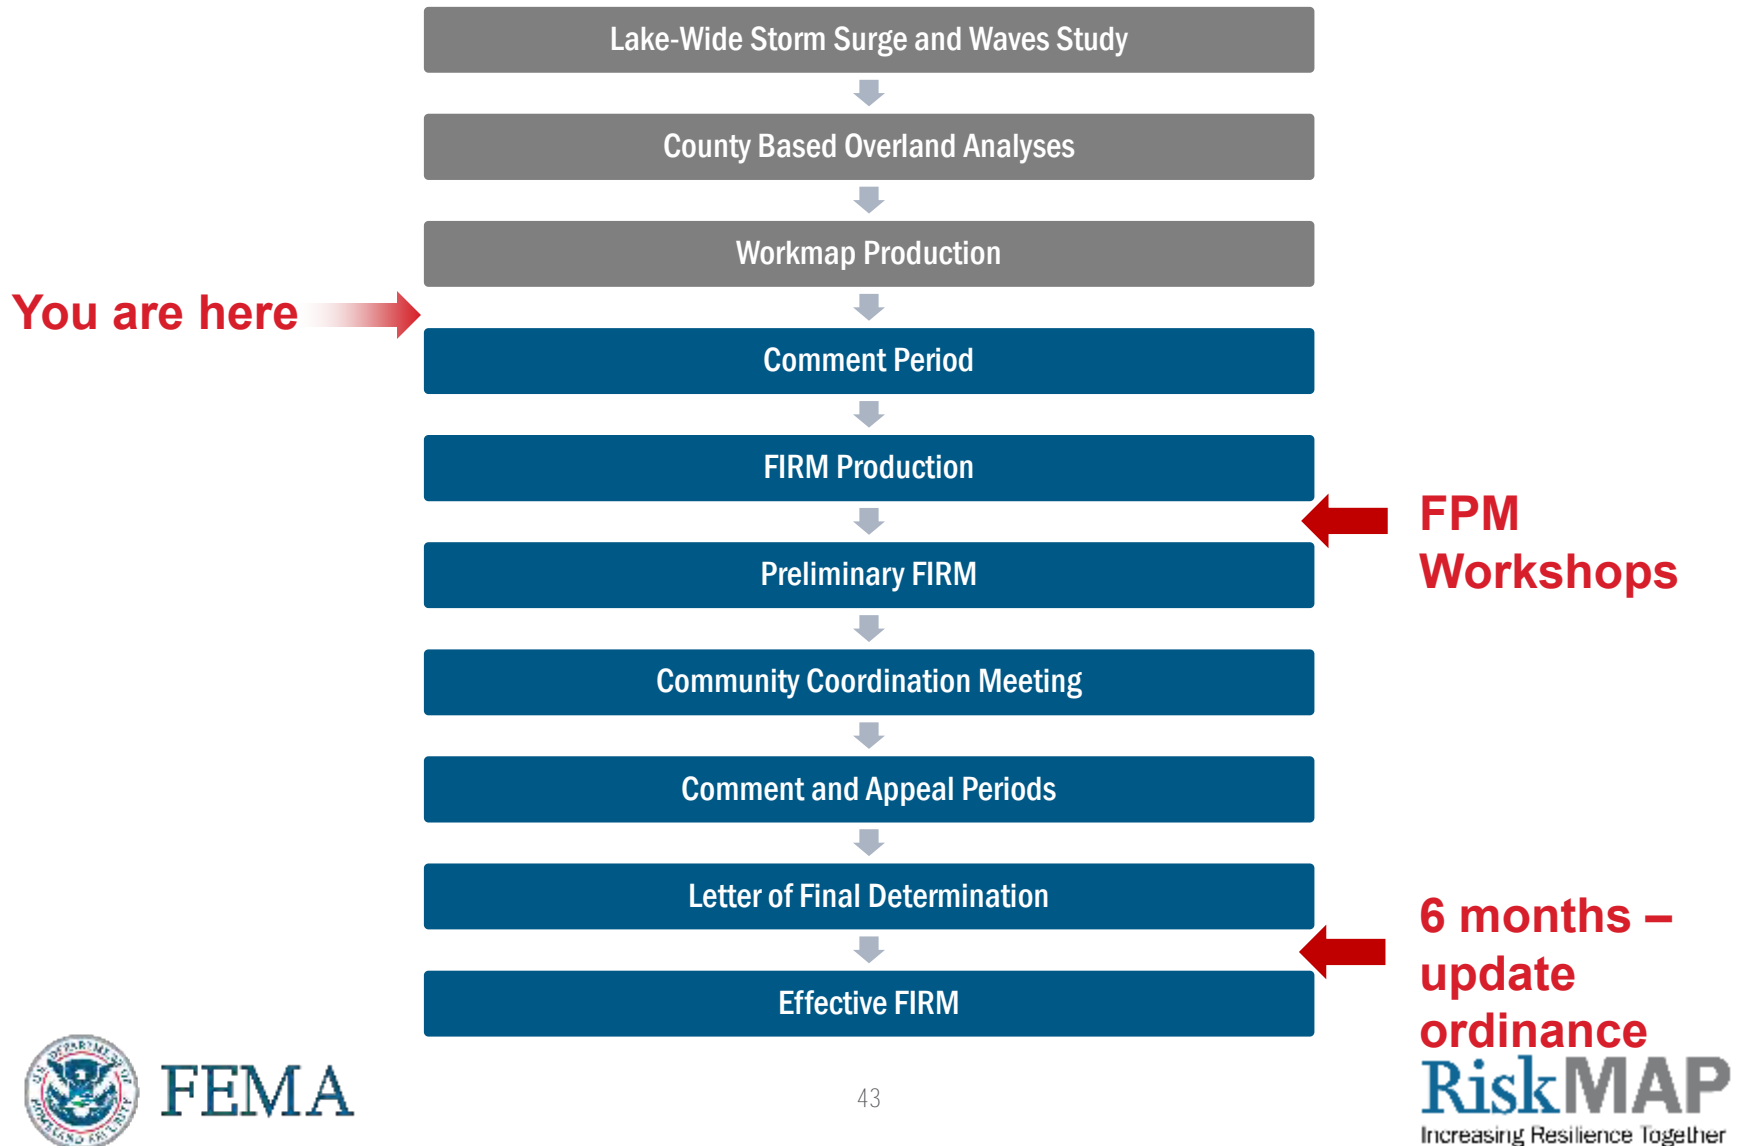 Lake-Wide Storm Surge and Waves Study
County Based Overland Analyses
Workmap Production
You are here
Comment Period
FIRM Production
FPM
Workshops
Preliminary FIRM
Community Coordination Meeting
Comment and Appeal Periods
Letter of Final Determination
6 months –
update
ordinance
Effective FIRM
FEMA
43
RiskMAP
Increasing Resilience Together